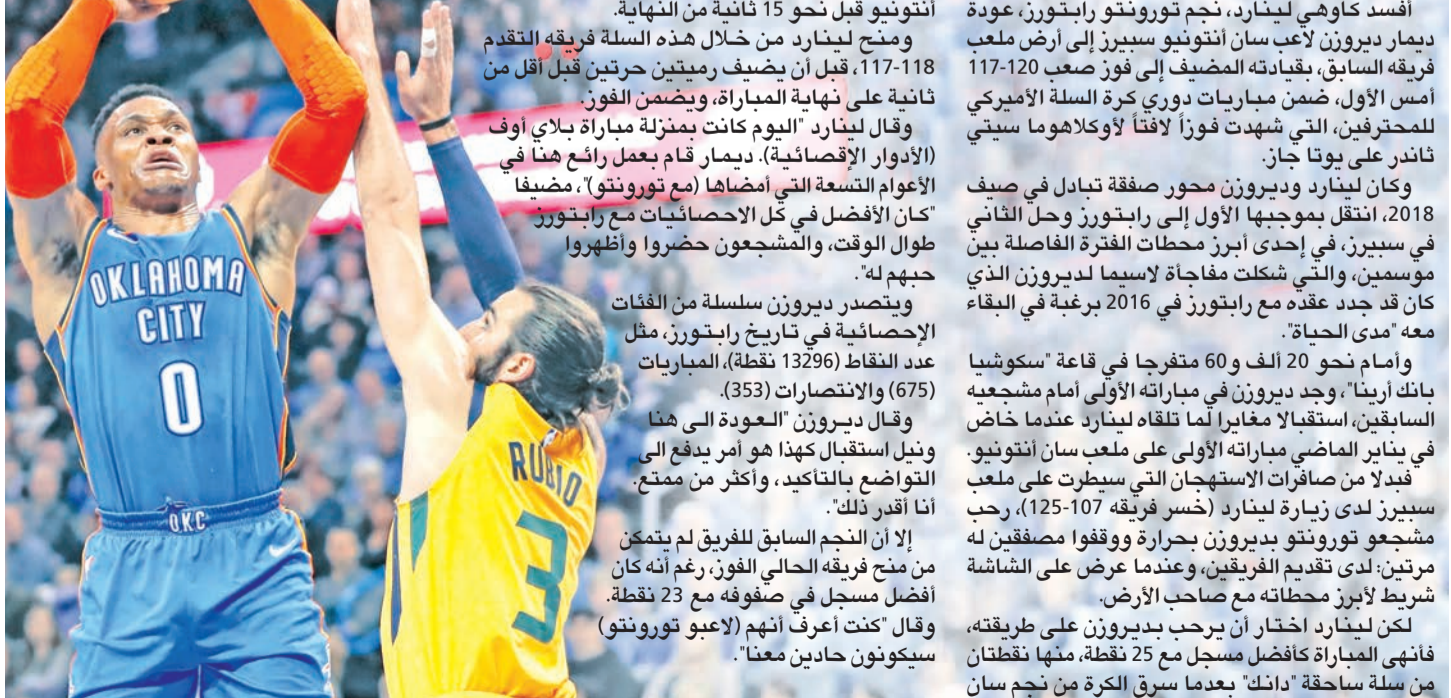 أفسد كاوهي لينارد، نجم تورونتو رابتورز، عودة
ديمار ديروزن لاعب سان أنتونيو سبيرز إلى أرض ملعب
فريقه السابق، بقيادته المضيف إلى فوز صعب 120-117
أمس الأول، ضمن مباريات دوري كرة السلة الأميركي
للمحترفين، التي شهدت فوزاً لافتاً لأوكلاهوما سيتي
ثاندر على يوتا جاز.
وكان لينارد وديروزن محور صفقة تبادل في صيف
2018، انتقل بموجبها الأول إلى رابتورز وحل الثاني
في سبيرز، في إحدى أبرز محطات الفترة الفاصلة بين
موسمين، والتي شكلت مفاجأة لاسيما لديروزن الذي
كان قد جدد عقده مع رابتورز في 2016 برغبة في البقاء
معه "مدى الحياة".
وأمام نحو 20 ألف و60 متفرجا في قاعة "سكوشيا
بانك أرينا"، وجد ديروزن في مباراته الأولى أمام مشجعيه
السابقين، استقبالا مغايرا لما تلقاه لينارد عندما خاض
في يناير الماضي مباراته الأولى على ملعب سان أنتونيو.
فبدلا من صافرات الاستهجان التي سيطرت على ملعب
سبيرز لدى زيارة لينارد (خسر فريقه 107-125)، رحب
مشجعو تورونتو بديروزن بحرارة ووقفوا مصفقين له
مرتين: لدى تقديم الفريقين، وعندما عرض على الشاشة
شريط لأبرز محطاته مع صاحب الأرض.
لكن لينارد اختار أن يرحب بديروزن على طريقته،
فأنهى المباراة كأفضل مسجل مع 25 نقطة، منها نقطتان
من سلة ساحقة "دانك" بعدما سرق الكرة من نجم سان
أنتونيو قبل نحو 15 ثانية من النهاية.
ومنح لينارد من خلال هذه السلة فريقه التقدم
118-117، قبل أن يضيف رميتين حرتين قبل أقل من
ثانية على نهاية المباراة، ويضمن الفوز.
وقال لينارد "اليوم كانت بمنزلة مباراة بلاي أوف
(الأدوار الإقصائية). ديمار قام بعمل رائع هنا في
الأعوام التسعة التي أمضاها (مع تورونتو)"، مضيفا
"كان الأفضل في كل الاحصائيات مع رابتورز
طوال الوقت، والمشجعون حضروا وأظهروا
حبهم له".
ويتصدر ديروزن سلسلة من الفئات
الإحصائية في تاريخ رابتورز، مثل
عدد النقاط (13296 نقطة)، المباريات
(675) والانتصارات (353).
وقال ديروزن "العودة الى هنا
ونيل استقبال كهذا هو أمر يدفع الى
التواضع بالتأكيد، وأكثر من ممتع.
أنا أقدر ذلك".
إلا أن النجم السابق للفريق لم يتمكن
من منح فريقه الحالي الفوز، رغم أنه كان
أفضل مسجل في صفوفه مع 23 نقطة.
وقال "كنت أعرف أنهم (لاعبو تورونتو)
سيكونون حادين معنا".
OKLAHOMA
CITY
0
OKC
RUBIO
3